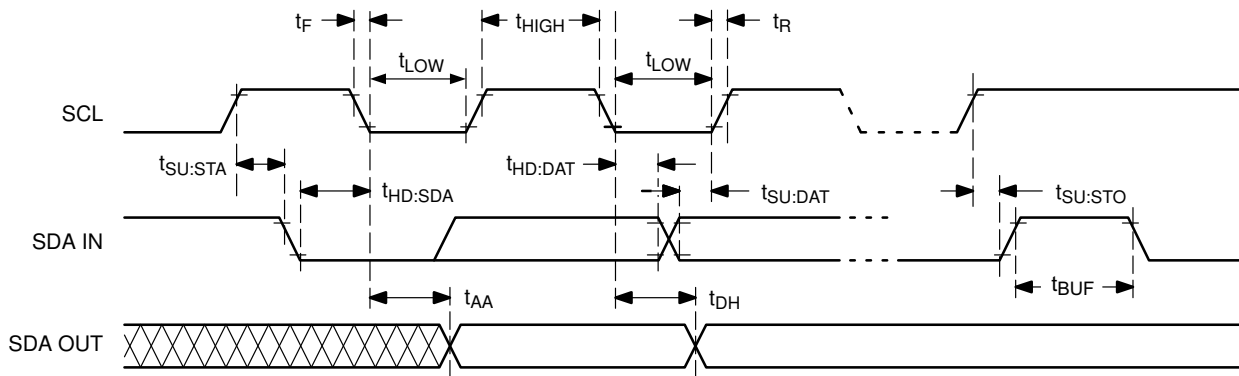 tF tHIGH tR
tLOW tLOW
SCL
tSU:STA tHD:SDA tHD:DAT tSU:DAT tSU:STO
SDA IN
tBUF
tAA tDH
SDA OUT